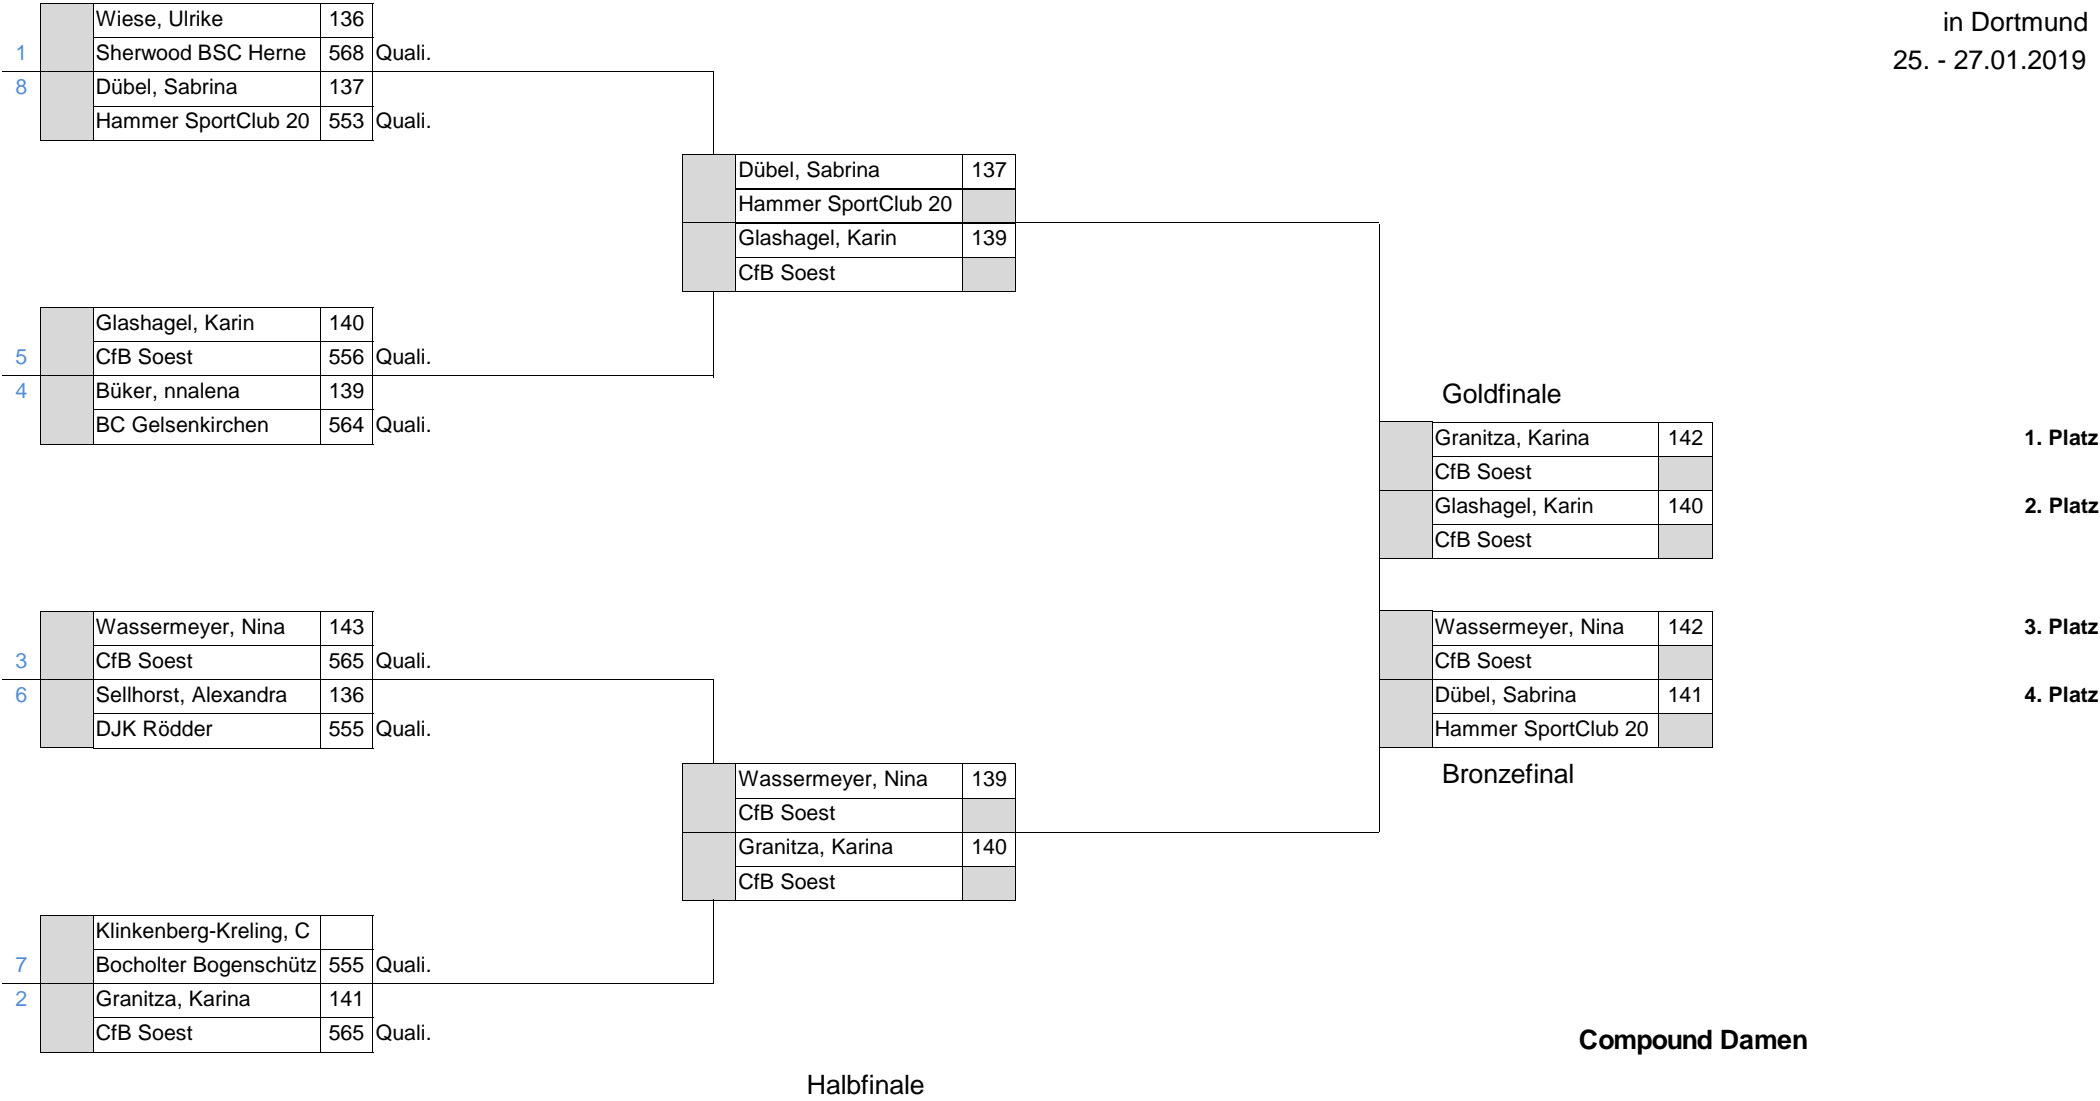 in Dortmund
25. - 27.01.2019
Wiese, Ulrike 136
1 Sherwood BSC Herne 568 Quali.
8 Dübel, Sabrina 137
Hammer SportClub 20 553 Quali.
Dübel, Sabrina 137
Hammer SportClub 20
Glashagel, Karin 139
CfB Soest
Glashagel, Karin 140
5 CfB Soest 556 Quali.
4 Büker, nnalena 139
BC Gelsenkirchen 564 Quali.
Goldfinale
Granitza, Karina 142 1. Platz
CfB Soest
Glashagel, Karin 140 2. Platz
CfB Soest
Wassermeyer, Nina 143
3 CfB Soest 565 Quali.
6 Sellhorst, Alexandra 136
DJK Rödder 555 Quali.
Wassermeyer, Nina 142 3. Platz
CfB Soest
Dübel, Sabrina 141 4. Platz
Hammer SportClub 20
Bronzefinal
Wassermeyer, Nina 139
CfB Soest
Granitza, Karina 140
CfB Soest
Klinkenberg-Kreling, C
7 Bocholter Bogenschütz 555 Quali.
2 Granitza, Karina 141
CfB Soest 565 Quali.
Compound Damen
Halbfinale